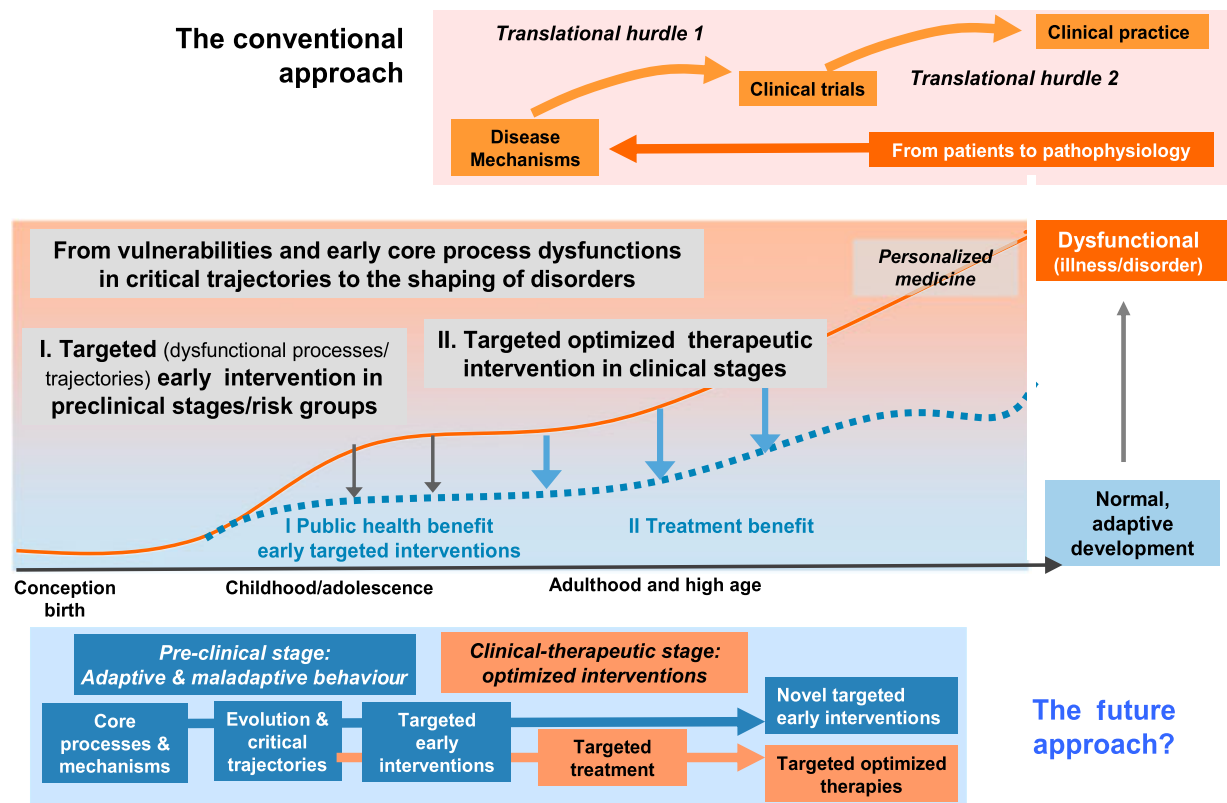 The conventional
approach
Translational hurdle 1
Clinical practice
Clinical trials
Translational hurdle 2
Disease
Mechanisms
From patients to pathophysiology
From vulnerabilities and early core process dysfunctions
in critical trajectories to the shaping of disorders
Personalized
medicine
Dysfunctional
(illness/disorder)
I. Targeted (dysfunctional processes/
trajectories) early intervention in
preclinical stages/risk groups
II. Targeted optimized therapeutic
intervention in clinical stages
I Public health benefit
early targeted interventions
II Treatment benefit
Normal,
adaptive
development
Conception
birth
Childhood/adolescence
Adulthood and high age
Pre-clinical stage:
Adaptive & maladaptive behaviour
Clinical-therapeutic stage:
optimized interventions
Core
processes &
mechanisms
Evolution &
critical
trajectories
Targeted
early
interventions
Targeted
treatment
Novel targeted
early interventions
Targeted optimized
therapies
The future
approach?